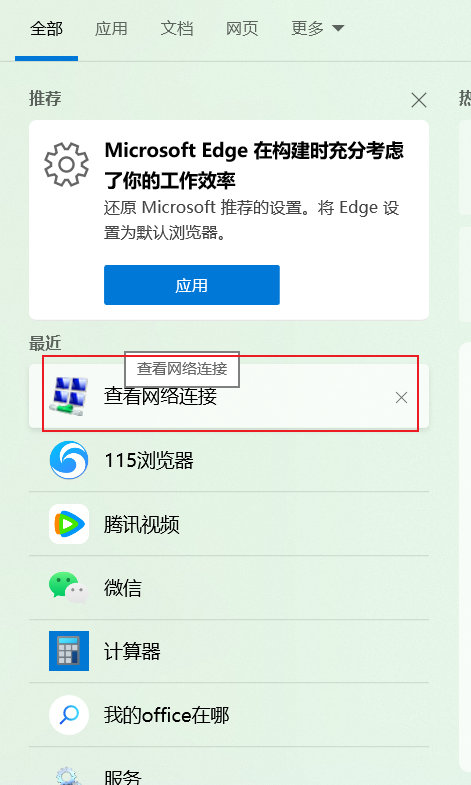 全部 应用 文档 网页 更多
推荐
热
Microsoft Edge 在构建时充分考虑
了你的工作效率
还原 Microsoft 推荐的设置。将 Edge 设
置为默认浏览器。
应用
最近
查看网络连接
查看网络连接
115浏览器
腾讯视频
微信
计算器
我的office在哪
服务